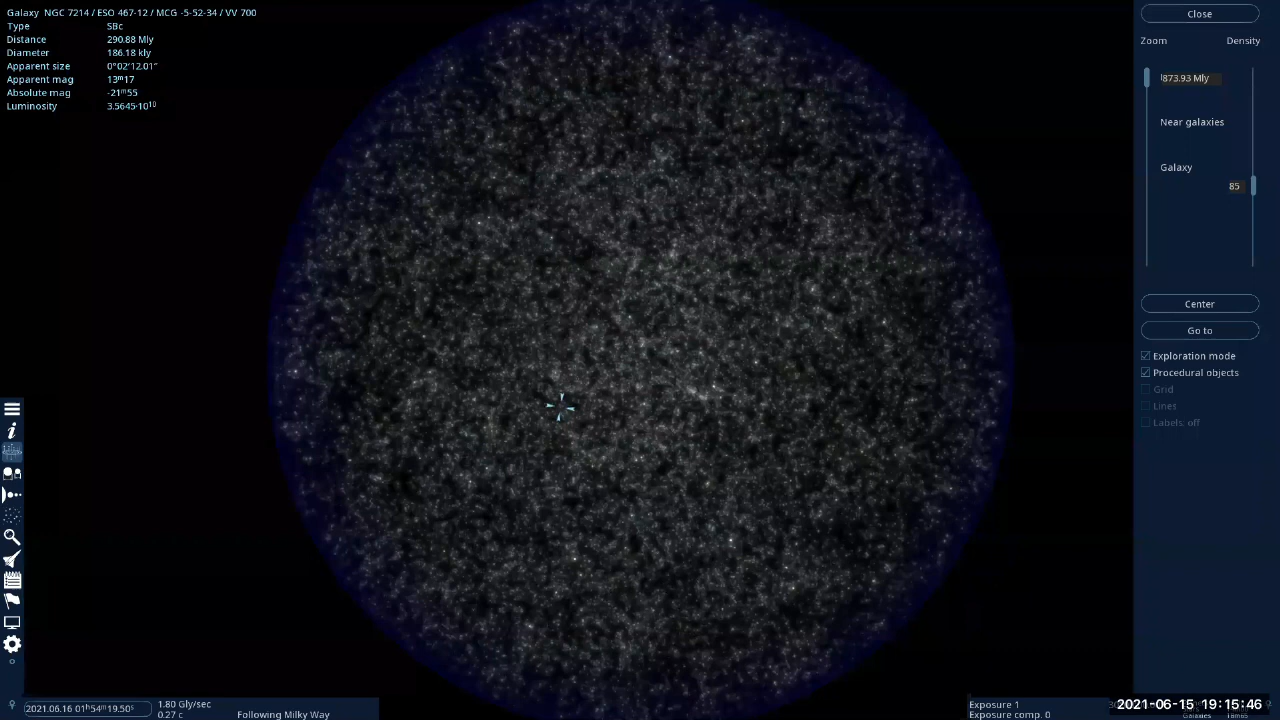 Galaxy NGC 7214 / ESO 467-12 / MCG -5-52-34 / VV 700
Type SBc
Distance 290.88 Mly
Diameter 186.18 kly
Apparent size 0°02'12.01"
Apparent mag 13ᵐ17
Absolute mag -21ᵐ55
Luminosity 3.5645·10¹⁰
Close
Zoom Density
873.93 Mly
Near galaxies
Galaxy
85
Center
Go to
Exploration mode
Procedural objects
Grid
Lines
Labels: off
2021.06.16 01ʰ54ᵐ19.50ˢ
1.80 Gly/sec
0.27 c
Following Milky Way
Exposure 1
Exposure comp. 0
2021-06-15 19:15:46
Galaxies